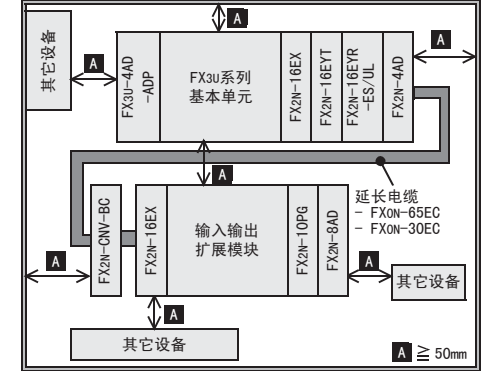 A
其它设备
A
FX3U-4AD
-ADP
FX3U系列
基本单元
FX2N-16EX
FX2N-16EYT
FX2N-16EYR
-ES/UL
FX2N-4AD
A
A
延长电缆
- FX0N-65EC
- FX0N-30EC
FX2N-CNV-BC
FX2N-16EX
输入输出
扩展模块
FX2N-10PG
FX2N-8AD
A
A
其它设备
A
其它设备
A ≧ 50mm